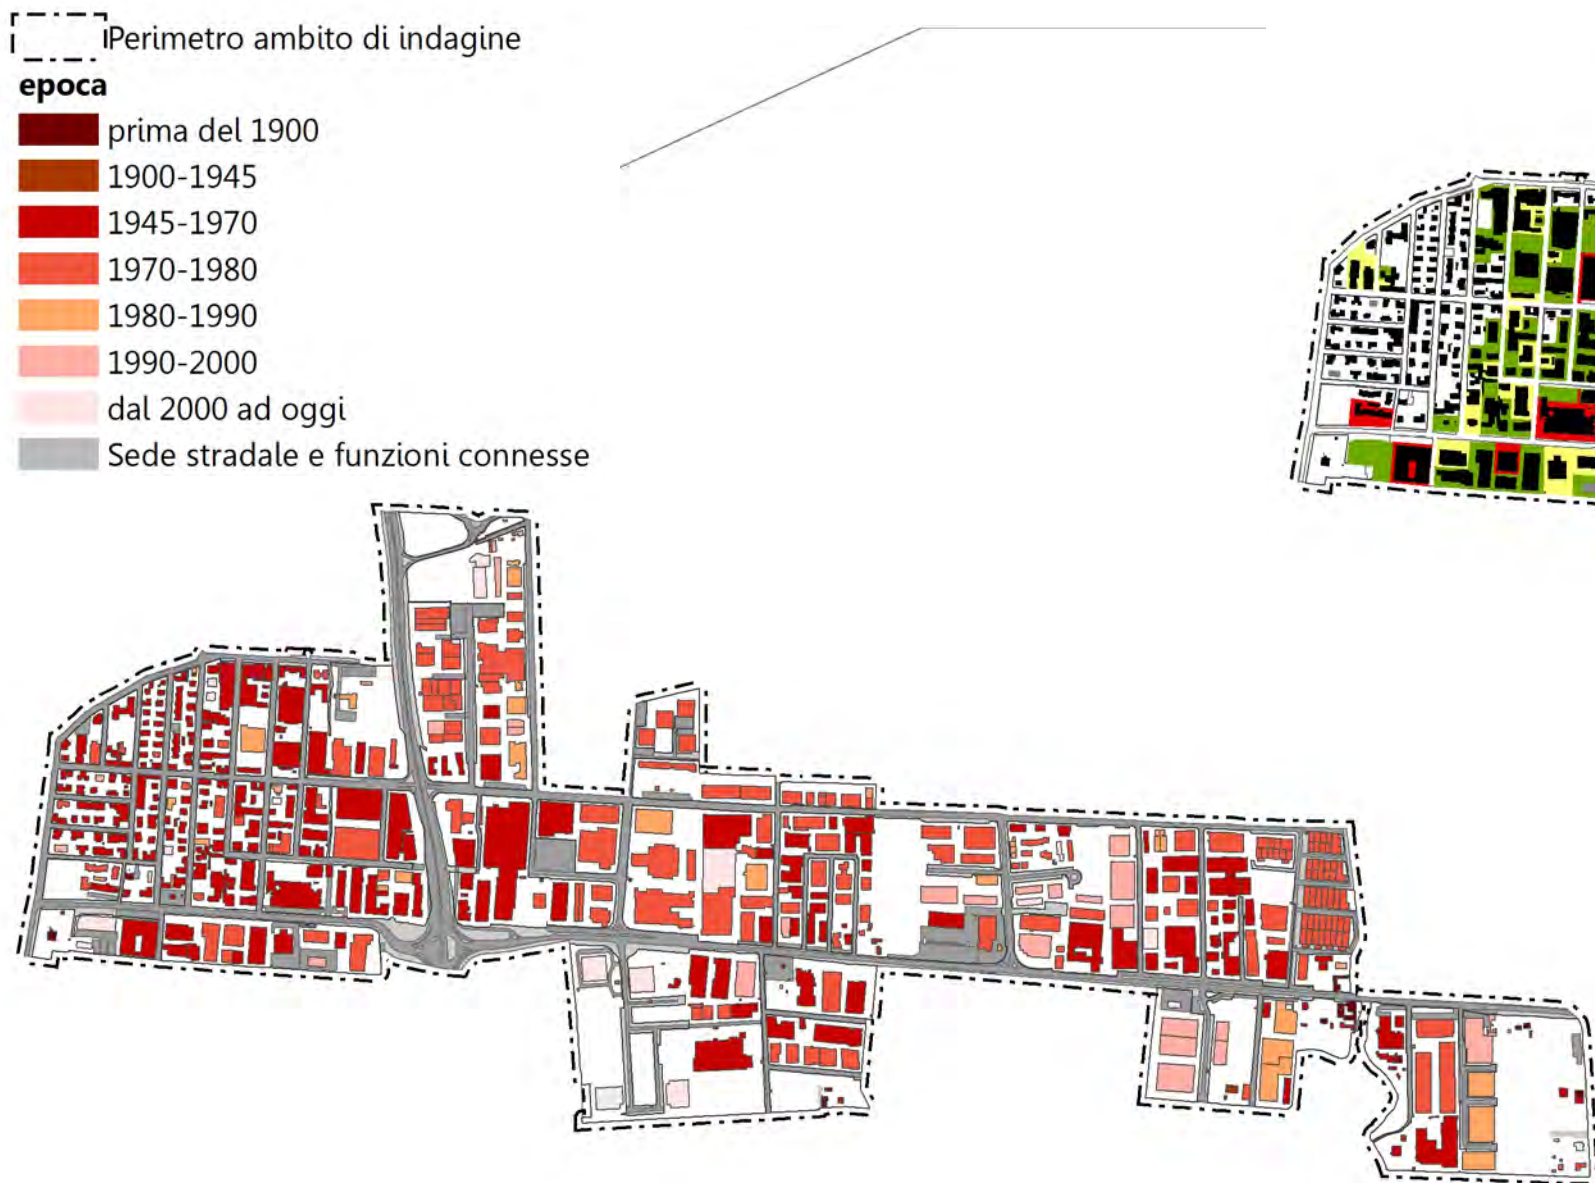 Perimetro ambito di indagine
epoca
prima del 1900
1900-1945
1945-1970
1970-1980
1980-1990
1990-2000
dal 2000 ad oggi
Sede stradale e funzioni connesse